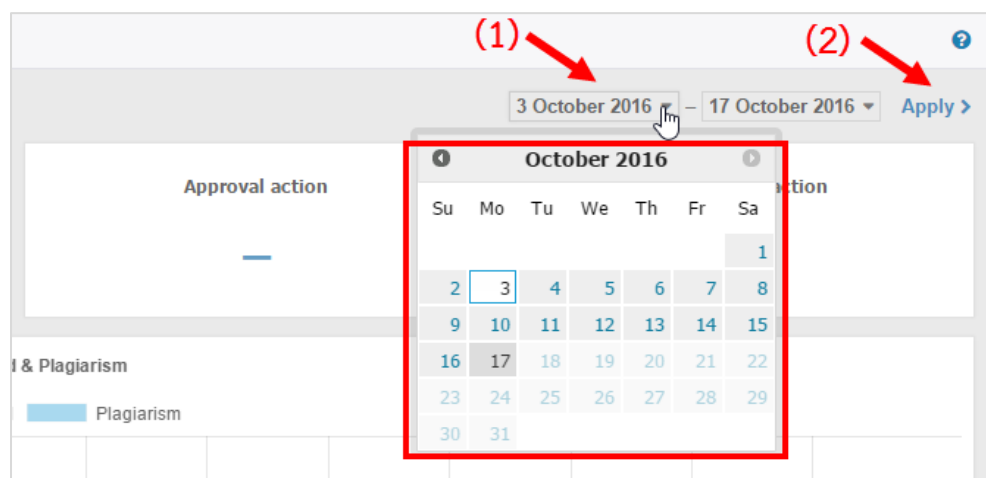 (1) (2) ?
3 October 2016 – 17 October 2016 Apply >
October 2016
Approval action ction
Su Mo Tu We Th Fr Sa
1
2 3 4 5 6 7 8
9 10 11 12 13 14 15
16 17 18 19 20 21 22
d & Plagiarism
23 24 25 26 27 28 29
Plagiarism
30 31